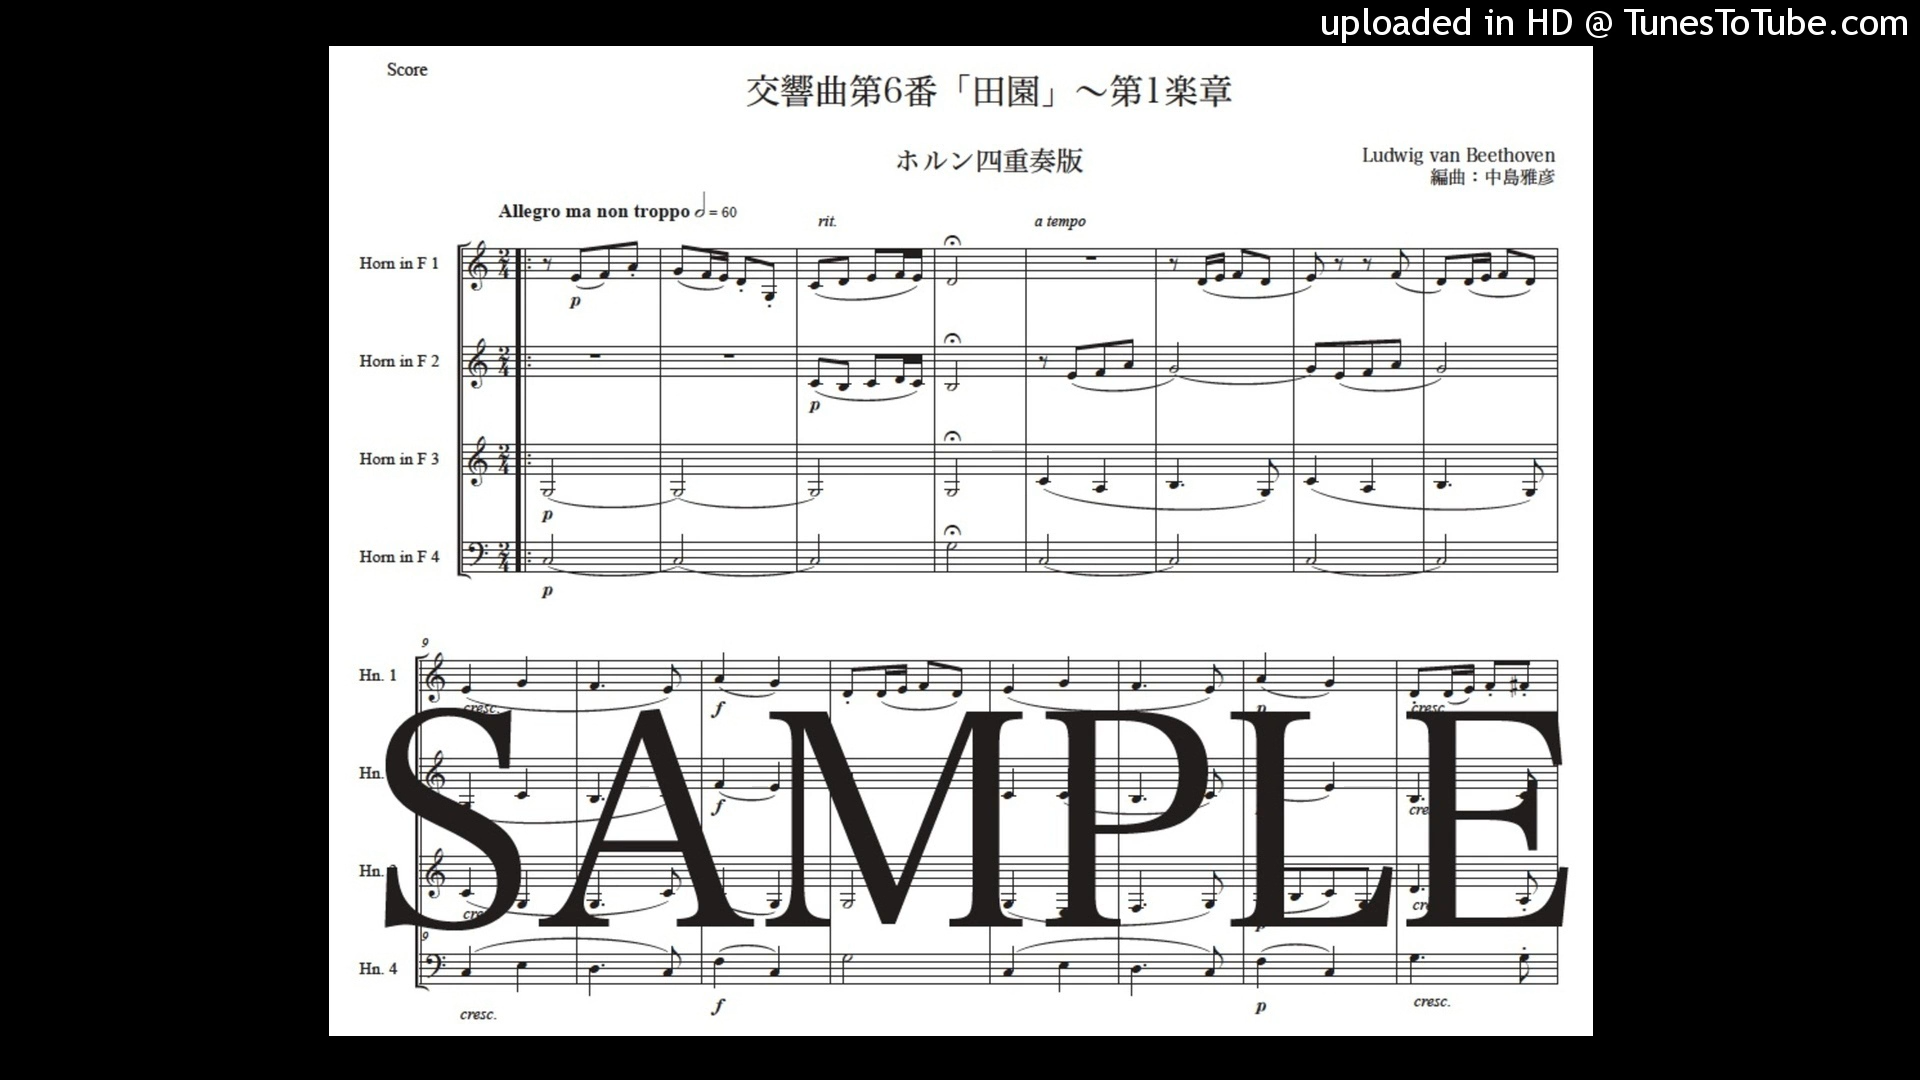 uploaded in HD @ TunesToTube.com
Score
交響曲第6番「田園」～第1楽章
ホルン四重奏版
Ludwig van Beethoven
編曲：中島雅彦
Allegro ma non troppo 𝅗𝅥 = 60
rit.
a tempo
Horn in F 1
p
Horn in F 2
p
Horn in F 3
p
Horn in F 4
p
9
Hn. 1
cresc.
f
p
cresc.
SAMPLE
Hn.
f
Hn.
9
Hn. 4
cresc.
f
p
cresc.